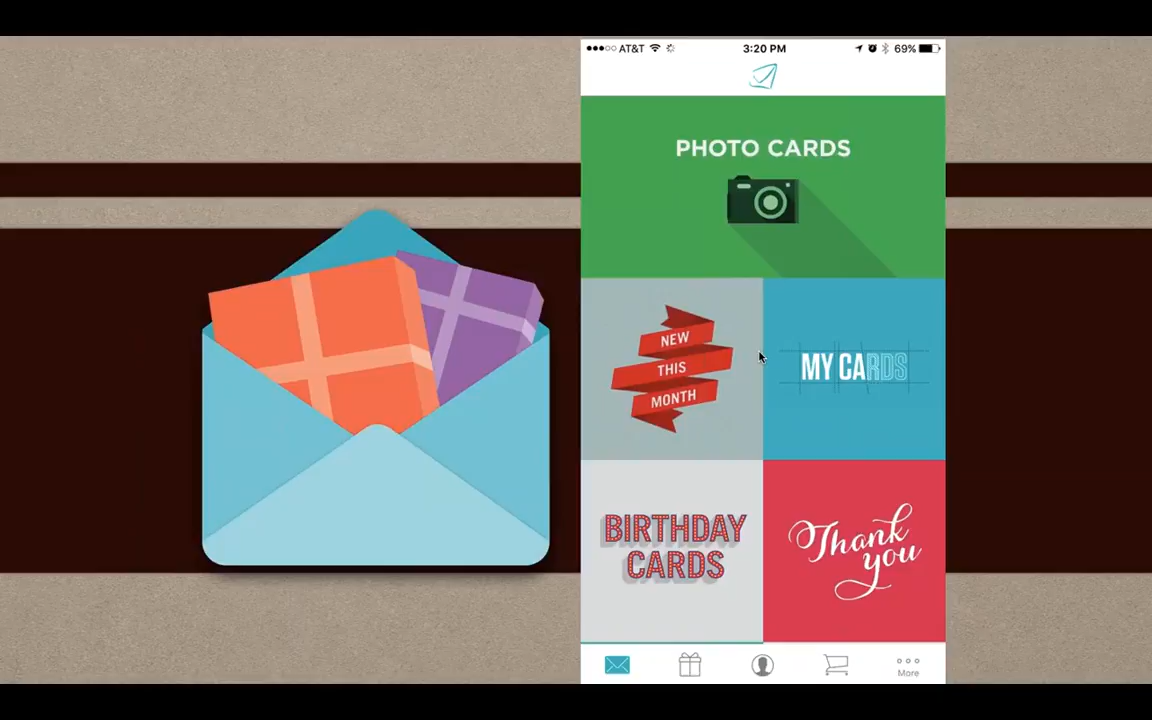 AT&T 3:20 PM 69%
PHOTO CARDS
NEW
THIS
MONTH
MY CARDS
BIRTHDAY
CARDS
Thank
you
More